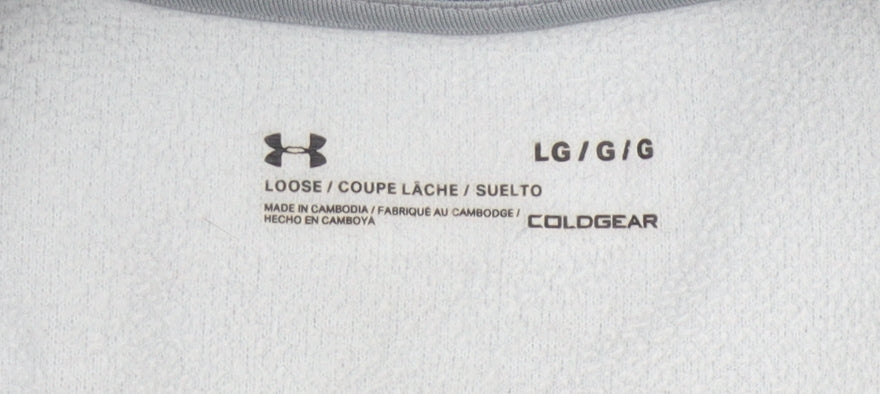 LG / G / G
LOOSE / COUPE LÂCHE / SUELTO
MADE IN CAMBODIA / FABRIQUÉ AU CAMBODGE /
HECHO EN CAMBOYA
COLDGEAR